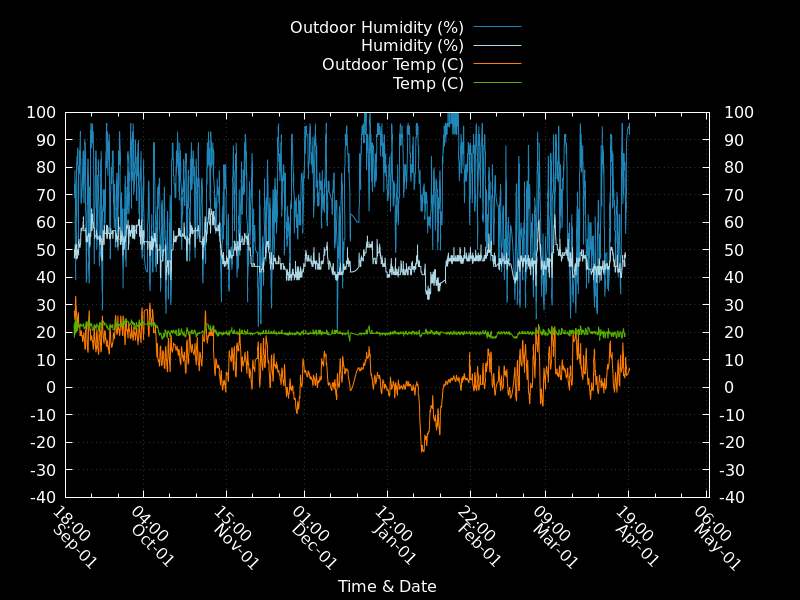 Outdoor Humidity (%)
Humidity (%)
Outdoor Temp (C)
Temp (C)
100 100
90 90
80 80
70 70
60 60
50 50
40 40
30 30
20 20
10 10
0 0
-10 -10
-20 -20
-30 -30
-40 -40
18:00 04:00 15:00 01:00 12:00 22:00 09:00 19:00 06:00
Sep-01 Oct-01 Nov-01 Dec-01 Jan-01 Feb-01 Mar-01 Apr-01 May-01
Time & Date